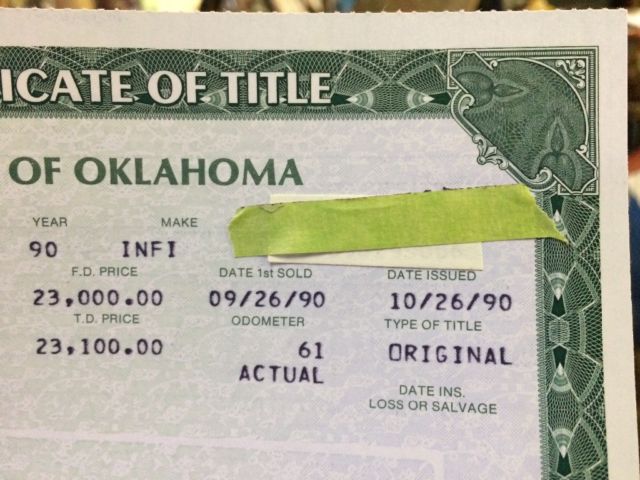 ICATE OF TITLE
OF OKLAHOMA
YEAR MAKE
90 INFI
F.D. PRICE DATE 1st SOLD DATE ISSUED
23,000.00 09/26/90 10/26/90
T.D. PRICE ODOMETER TYPE OF TITLE
23,100.00 61 ORIGINAL
ACTUAL
DATE INS.
LOSS OR SALVAGE